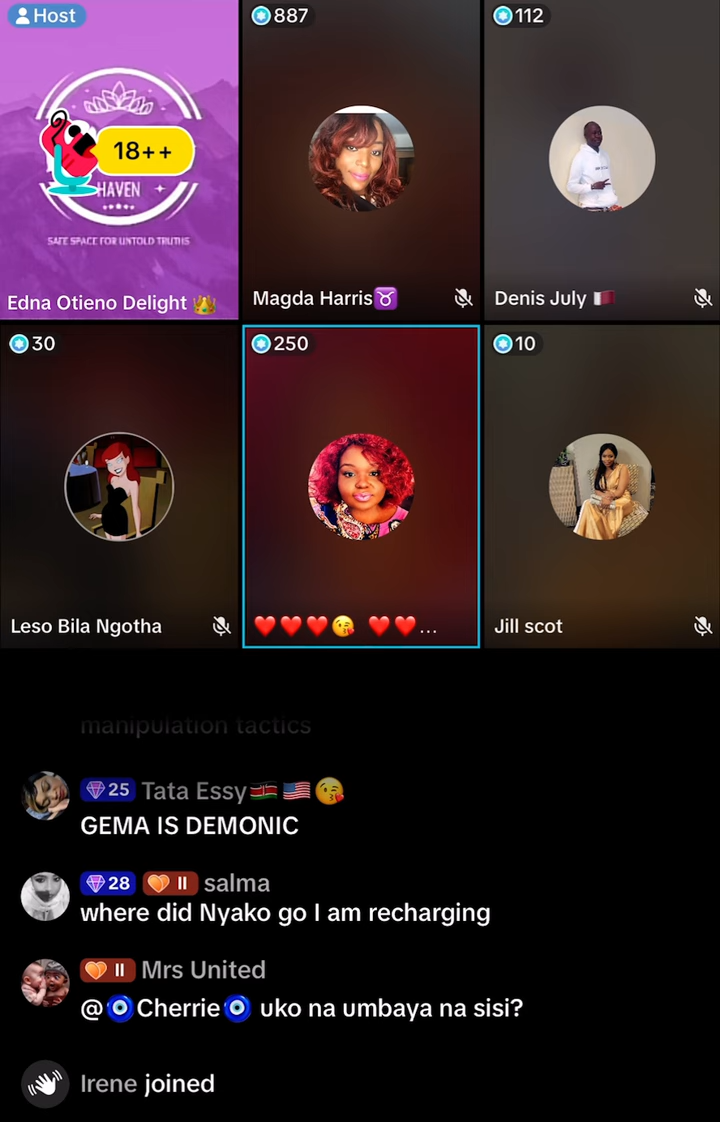 Host
887
112
18++
HAVEN
SAFE SPACE FOR UNTOLD TRUTHS
Edna Otieno Delight 👑
Magda Harris♉
Denis July 🇶🇦
30
250
10
Leso Bila Ngotha
❤️❤️❤️😘 ❤️❤️...
Jill scot
manipulation tactics
25 Tata Essy🇰🇪🇺🇸😘
GEMA IS DEMONIC
28 II salma
where did Nyako go I am recharging
II Mrs United
@🧿Cherrie🧿 uko na umbaya na sisi?
Irene joined